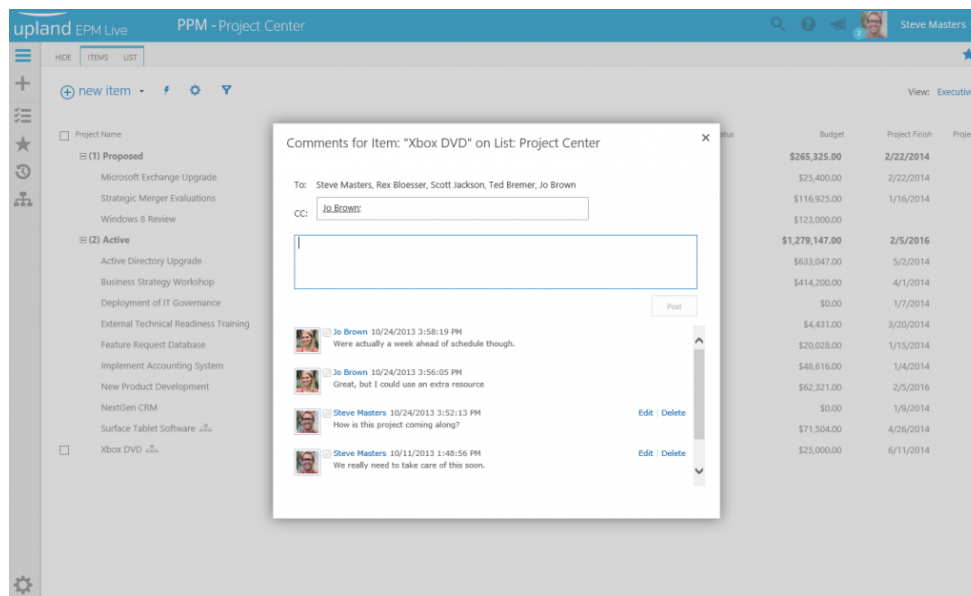 upland EPM Live PPM - Project Center Steve Masters
2
HIDE ITEMS LIST
new item View: Executive
Project Name Budget Project Finish
(1) Proposed $265,325.00 2/22/2014
Microsoft Exchange Upgrade $25,400.00 2/22/2014
Strategic Merger Evaluations $116,925.00 1/16/2014
Windows 8 Review $123,000.00
(2) Active $1,279,147.00 2/5/2016
Active Directory Upgrade $633,047.00 5/2/2014
Business Strategy Workshop $414,200.00 4/1/2014
Deployment of IT Governance $0.00 1/7/2014
External Technical Readiness Training $4,431.00 3/20/2014
Feature Request Database $20,028.00 1/15/2014
Implement Accounting System $48,616.00 1/4/2014
New Product Development $62,321.00 2/5/2016
NextGen CRM $0.00 1/9/2014
Surface Tablet Software $71,504.00 4/26/2014
Xbox DVD $25,000.00 6/11/2014
Comments for Item: "Xbox DVD" on List: Project Center
To: Steve Masters, Rex Bloesser, Scott Jackson, Ted Bremer, Jo Brown
CC: Jo Brown;
Post
Jo Brown 10/24/2013 3:58:19 PM
Were actually a week ahead of schedule though.
Jo Brown 10/24/2013 3:56:05 PM
Great, but I could use an extra resource
Steve Masters 10/24/2013 3:52:13 PM Edit | Delete
How is this project coming along?
Steve Masters 10/11/2013 1:48:56 PM Edit | Delete
We really need to take care of this soon.